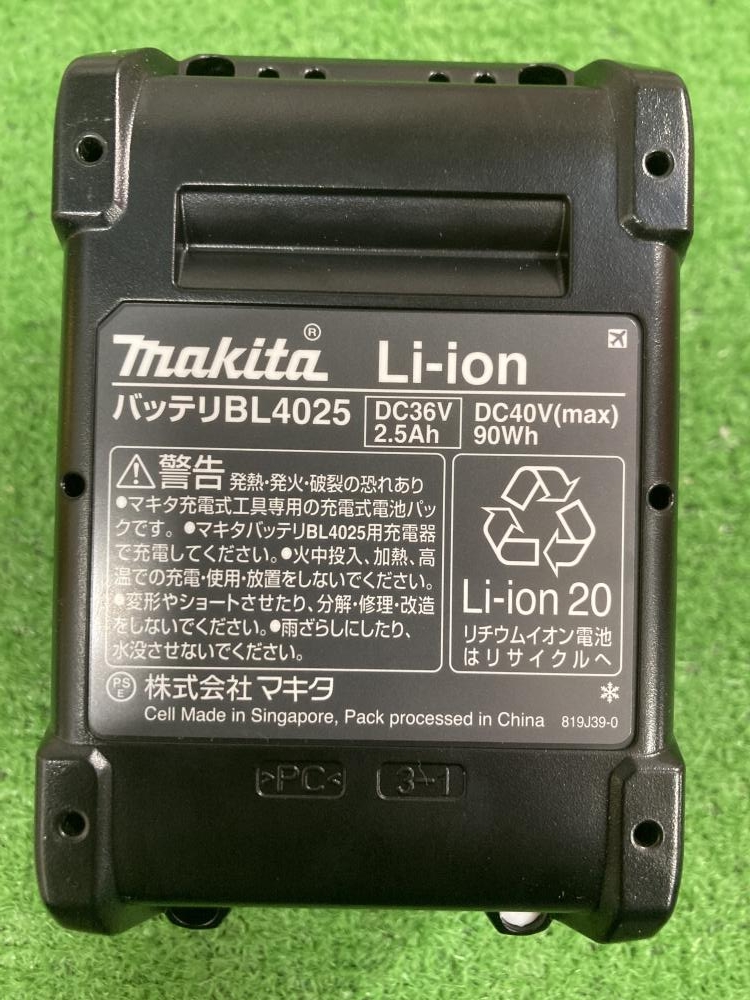 makita® Li-ion
バッテリBL4025
DC36V
2.5Ah
DC40V(max)
90Wh
警告 発熱・発火・破裂の恐れあり
●マキタ充電式工具専用の充電式電池パッ
クです。●マキタバッテリBL4025用充電器
で充電してください。●火中投入、加熱、高
温での充電・使用・放置をしないでください。
●変形やショートさせたり、分解・修理・改造
をしないでください。●雨ざらしにしたり、
水没させないでください。
Li-ion 20
リチウムイオン電池
はリサイクルへ
PSE 株式会社 マキタ
Cell Made in Singapore, Pack processed in China 819J39-0
>PC< 3-1